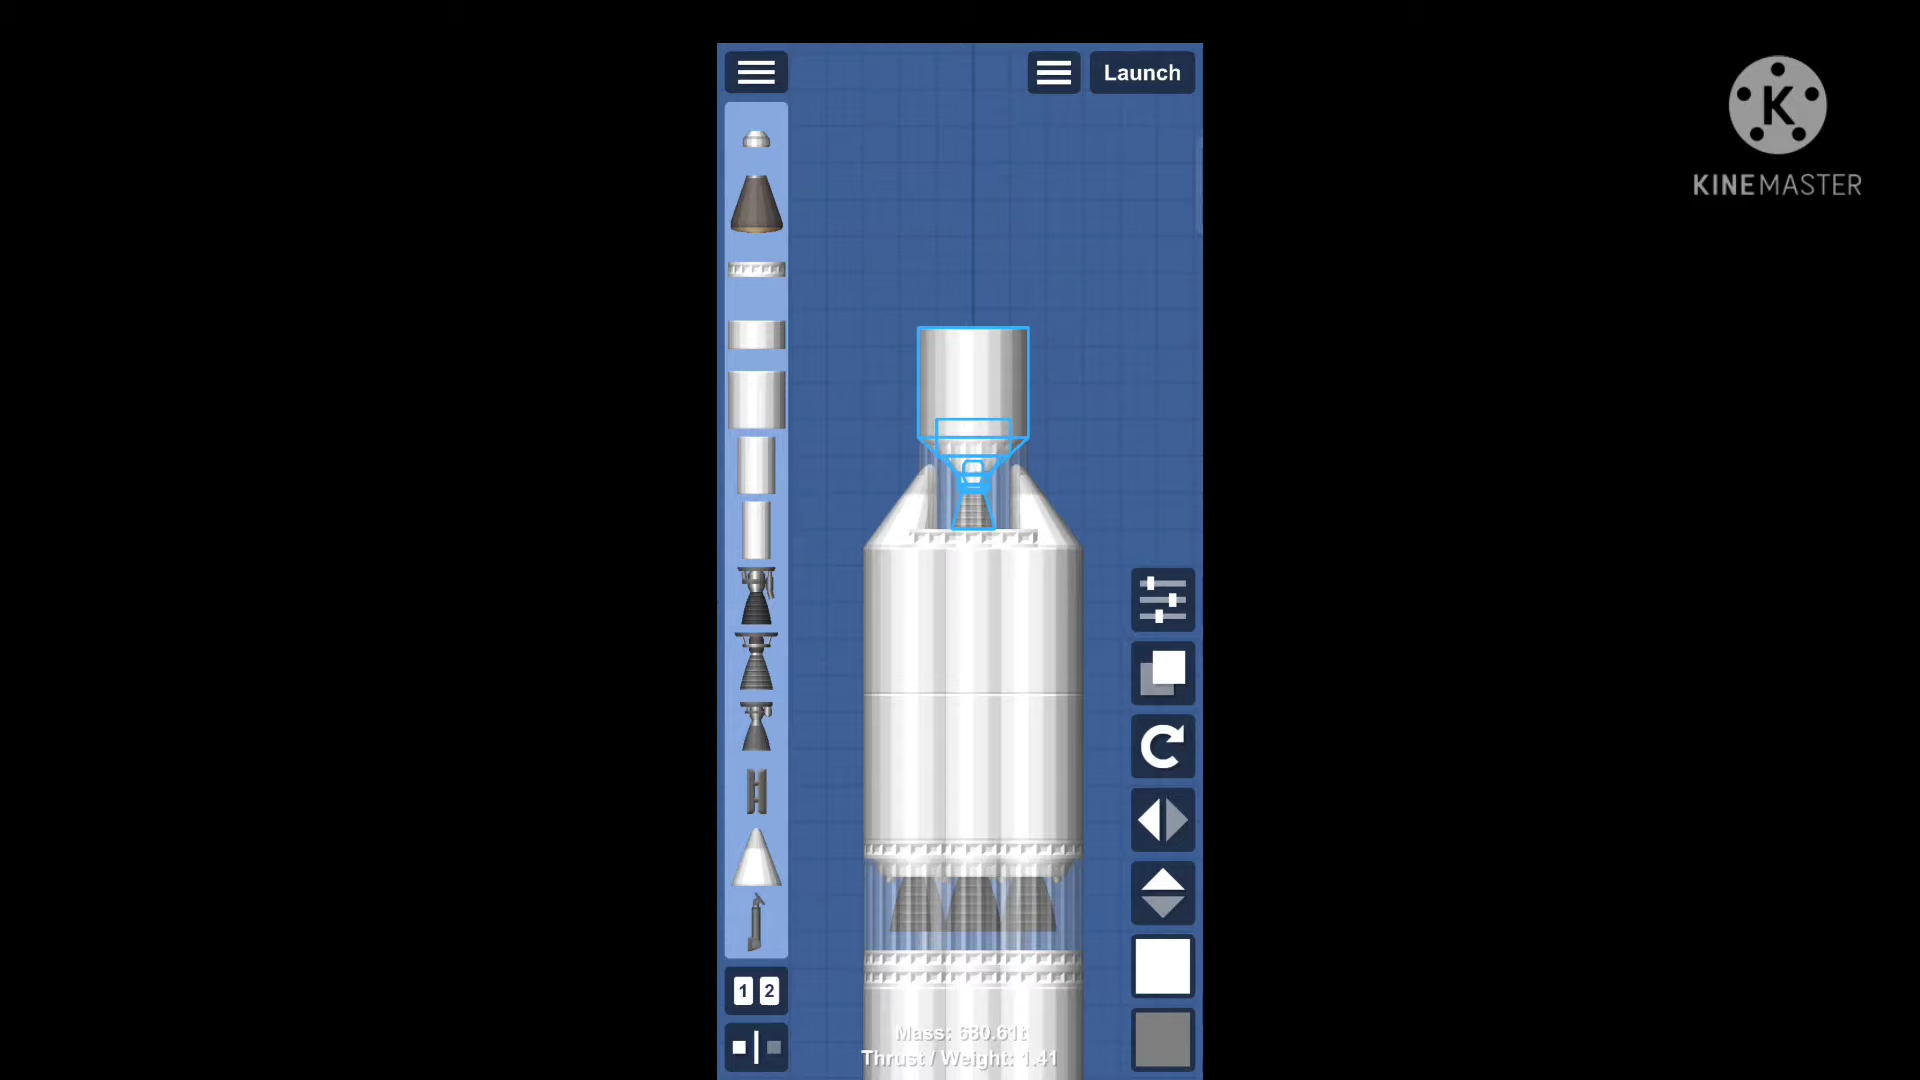 Launch
K
KINEMASTER
1 2
Mass: 680.61t
Thrust / Weight: 1.41